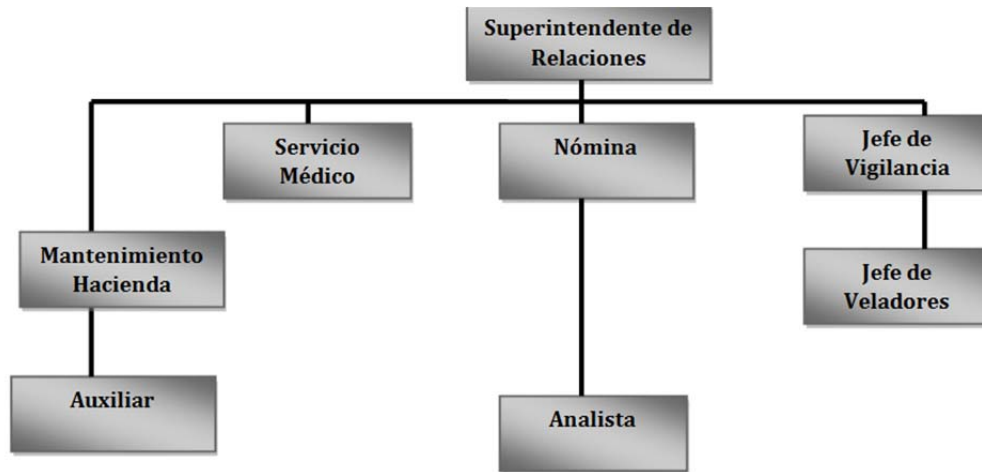 Superintendente de
Relaciones
Servicio
Médico
Nómina
Jefe de
Vigilancia
Mantenimiento
Hacienda
Jefe de
Veladores
Auxiliar
Analista